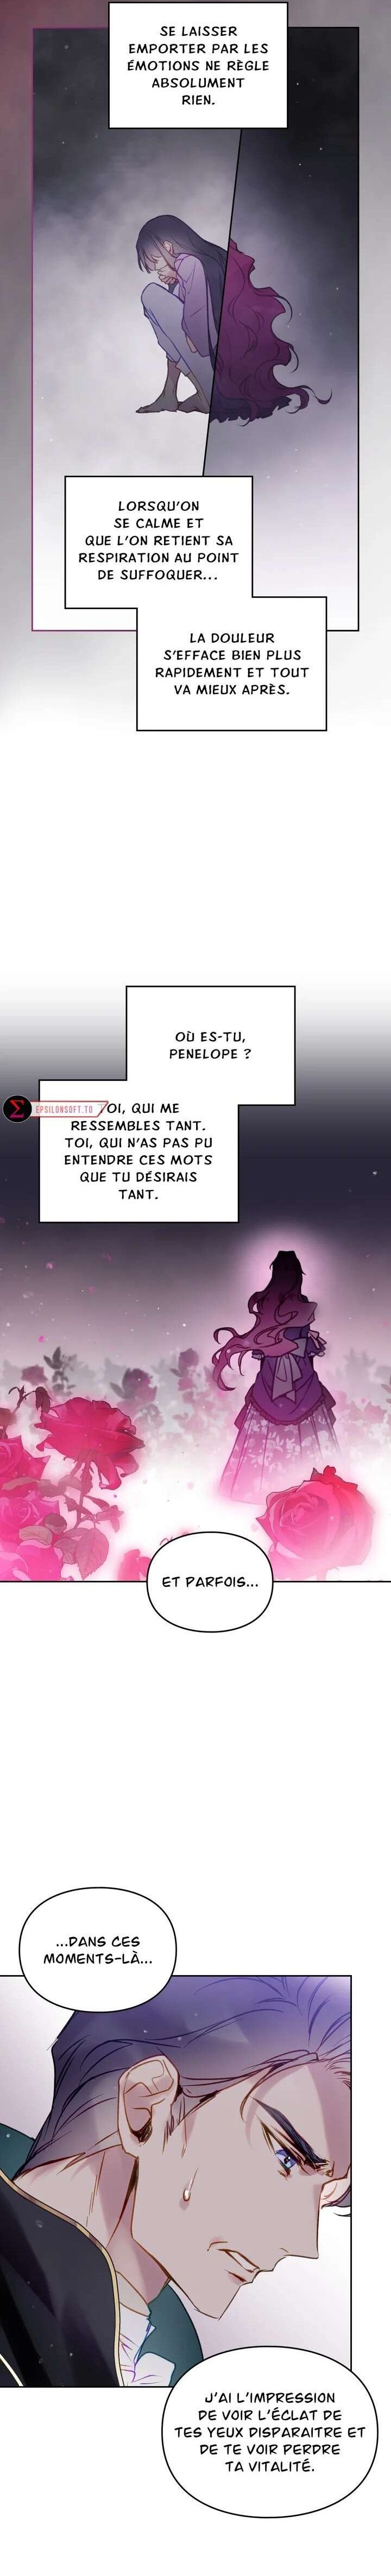 SE LAISSER
EMPORTER PAR LES
ÉMOTIONS NE RÈGLE
ABSOLUMENT
RIEN.
LORSQU'ON
SE CALME ET
QUE L'ON RETIENT SA
RESPIRATION AU POINT
DE SUFFOQUER...
LA DOULEUR
S'EFFACE BIEN PLUS
RAPIDEMENT ET TOUT
VA MIEUX APRÈS.
OÙ ES-TU,
PENELOPE ?
EPSILONSOFT.TO
TOI, QUI ME
RESSEMBLES TANT.
TOI, QUI N'AS PAS PU
ENTENDRE CES MOTS
QUE TU DÉSIRAIS
TANT.
ET PARFOIS...
...DANS CES
MOMENTS-LÀ...
J'AI L'IMPRESSION
DE VOIR L'ÉCLAT DE
TES YEUX DISPARAITRE ET
DE TE VOIR PERDRE
TA VITALITÉ.